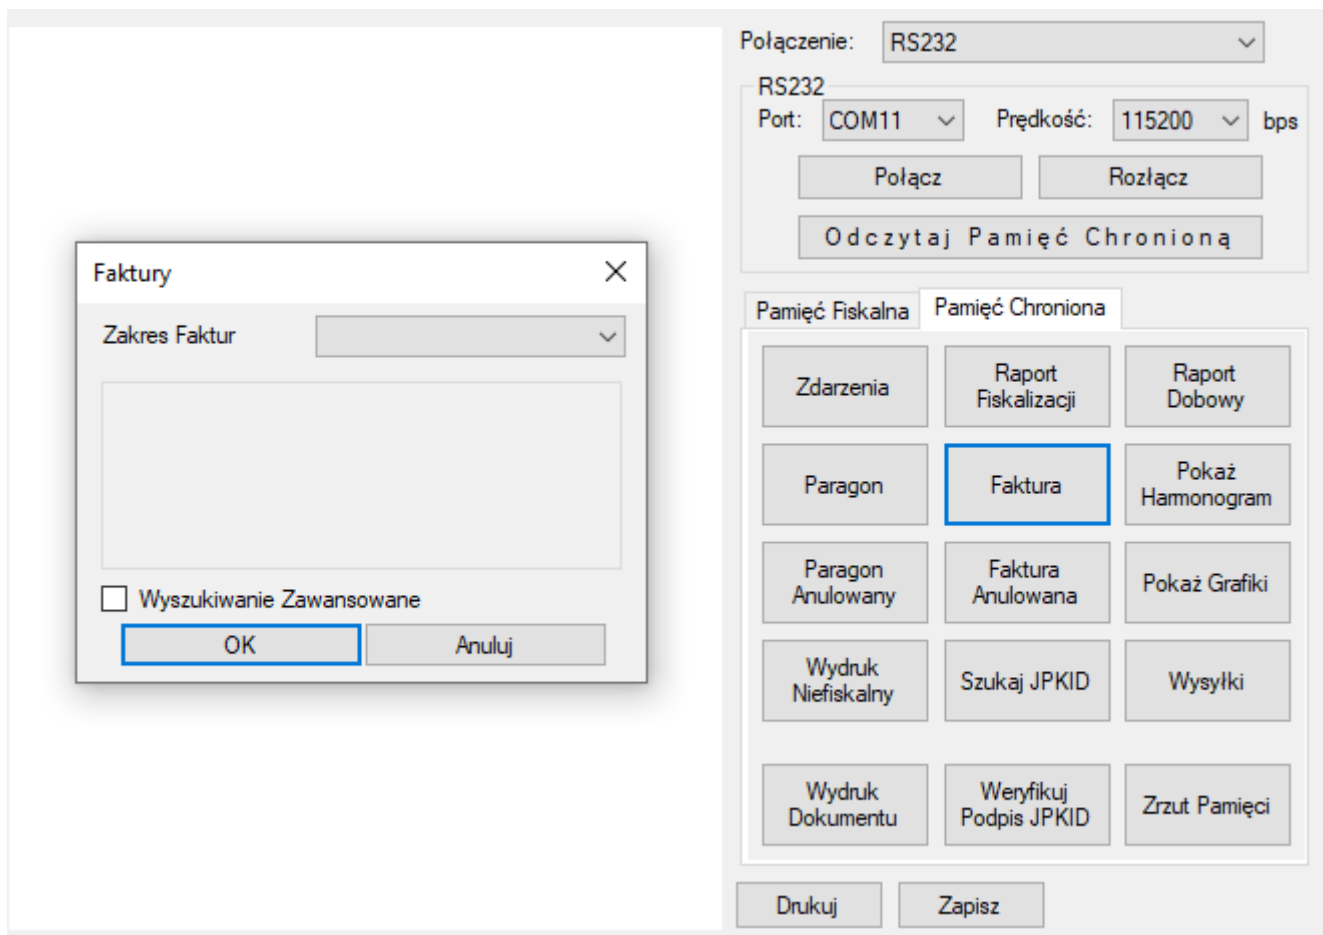 Połączenie: RS232
RS232
Port: COM11 Prędkość: 115200 bps
Połącz Rozłącz
Odczytaj Pamięć Chronioną
Faktury
Zakres Faktur
Wyszukiwanie Zawansowane
OK Anuluj
Pamięć Fiskalna Pamięć Chroniona
Zdarzenia
Raport
Fiskalizacji
Raport
Dobowy
Paragon
Faktura
Pokaż
Harmonogram
Paragon
Anulowany
Faktura
Anulowana
Pokaż Grafiki
Wydruk
Niefiskalny
Szukaj JPKID
Wysyłki
Wydruk
Dokumentu
Weryfikuj
Podpis JPKID
Zrzut Pamięci
Drukuj Zapisz